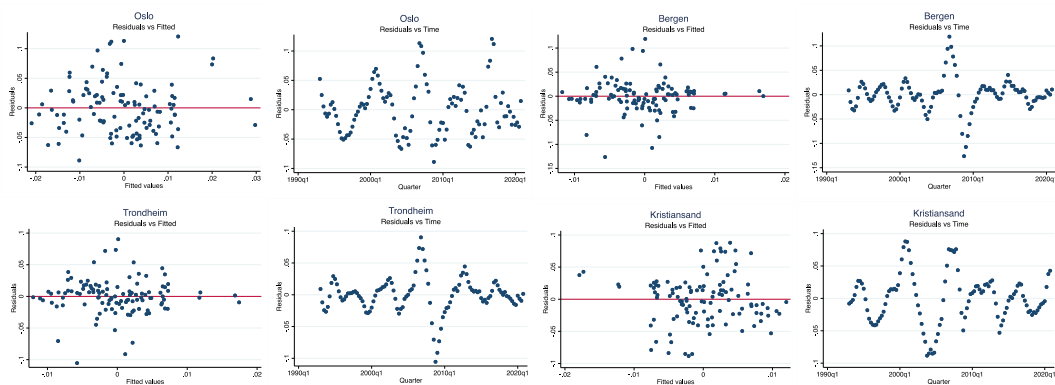 Oslo
Residuals vs Fitted
Residuals
.1
.05
0
-.05
-.1
-.02
-.01
0
.01
.02
.03
Fitted values
Oslo
Residuals vs Time
Residuals
.1
.05
0
-.05
-.1
1990q1
2000q1
2010q1
2020q1
Quarter
Bergen
Residuals vs Fitted
Residuals
.1
.05
0
-.05
-.1
-.15
-.01
0
.01
.02
Fitted values
Bergen
Residuals vs Time
Residuals
.1
.05
0
-.05
-.1
-.15
1990q1
2000q1
2010q1
2020q1
Quarter
Trondheim
Residuals vs Fitted
Residuals
.1
.05
0
-.05
-.1
-.01
0
.01
.02
Fitted values
Trondheim
Residuals vs Time
Residuals
.1
.05
0
-.05
-.1
1990q1
2000q1
2010q1
2020q1
Quarter
Kristiansand
Residuals vs Fitted
Residuals
.1
.05
0
-.05
-.1
-.02
-.01
0
.01
.02
Fitted values
Kristiansand
Residuals vs Time
Residuals
.1
.05
0
-.05
-.1
1990q1
2000q1
2010q1
2020q1
Quarter